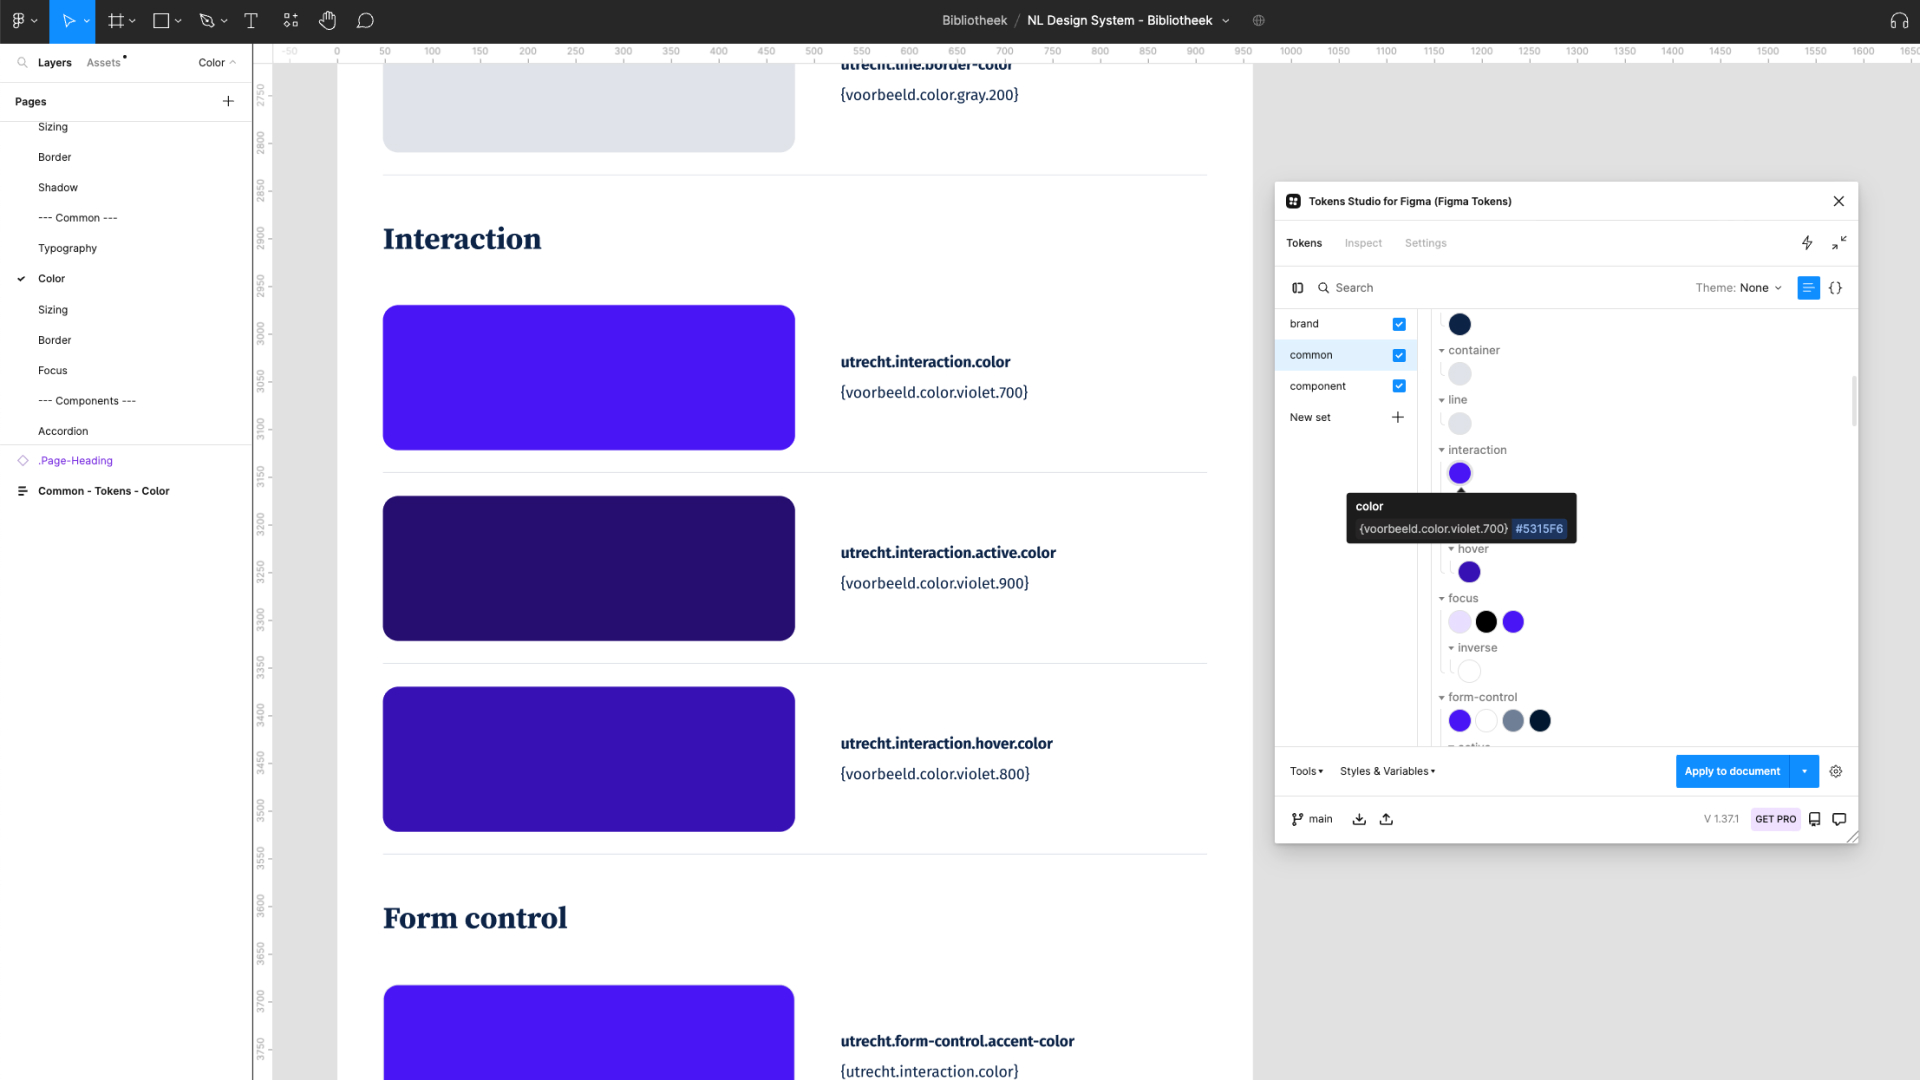 Bibliotheek / NL Design System - Bibliotheek
Layers Assets Color
Pages
Sizing
Border
Shadow
--- Common ---
Typography
Color
Sizing
Border
Focus
--- Components ---
Accordion
.Page-Heading
Common - Tokens - Color
-50 0 50 100 150 200 250 300 350 400 450 500 550 600 650 700 750 800 850 900 950 1000 1050 1100 1150 1200 1250 1300 1350 1400 1450 1500 1550 1600 1650
2750
2800
2850
2900
2950
3000
3050
3100
3150
3200
3250
3300
3350
3400
3450
3500
3550
3600
3650
3700
3750
utrecht.line.border-color
{voorbeeld.color.gray.200}
Interaction
utrecht.interaction.color
{voorbeeld.color.violet.700}
utrecht.interaction.active.color
{voorbeeld.color.violet.900}
utrecht.interaction.hover.color
{voorbeeld.color.violet.800}
Form control
utrecht.form-control.accent-color
{utrecht.interaction.color}
Tokens Studio for Figma (Figma Tokens)
Tokens Inspect Settings
Search Theme: None
brand
common
component
New set
container
line
interaction
color
{voorbeeld.color.violet.700} #5315F6
hover
focus
inverse
form-control
active
Tools Styles & Variables Apply to document
main V 1.37.1 GET PRO